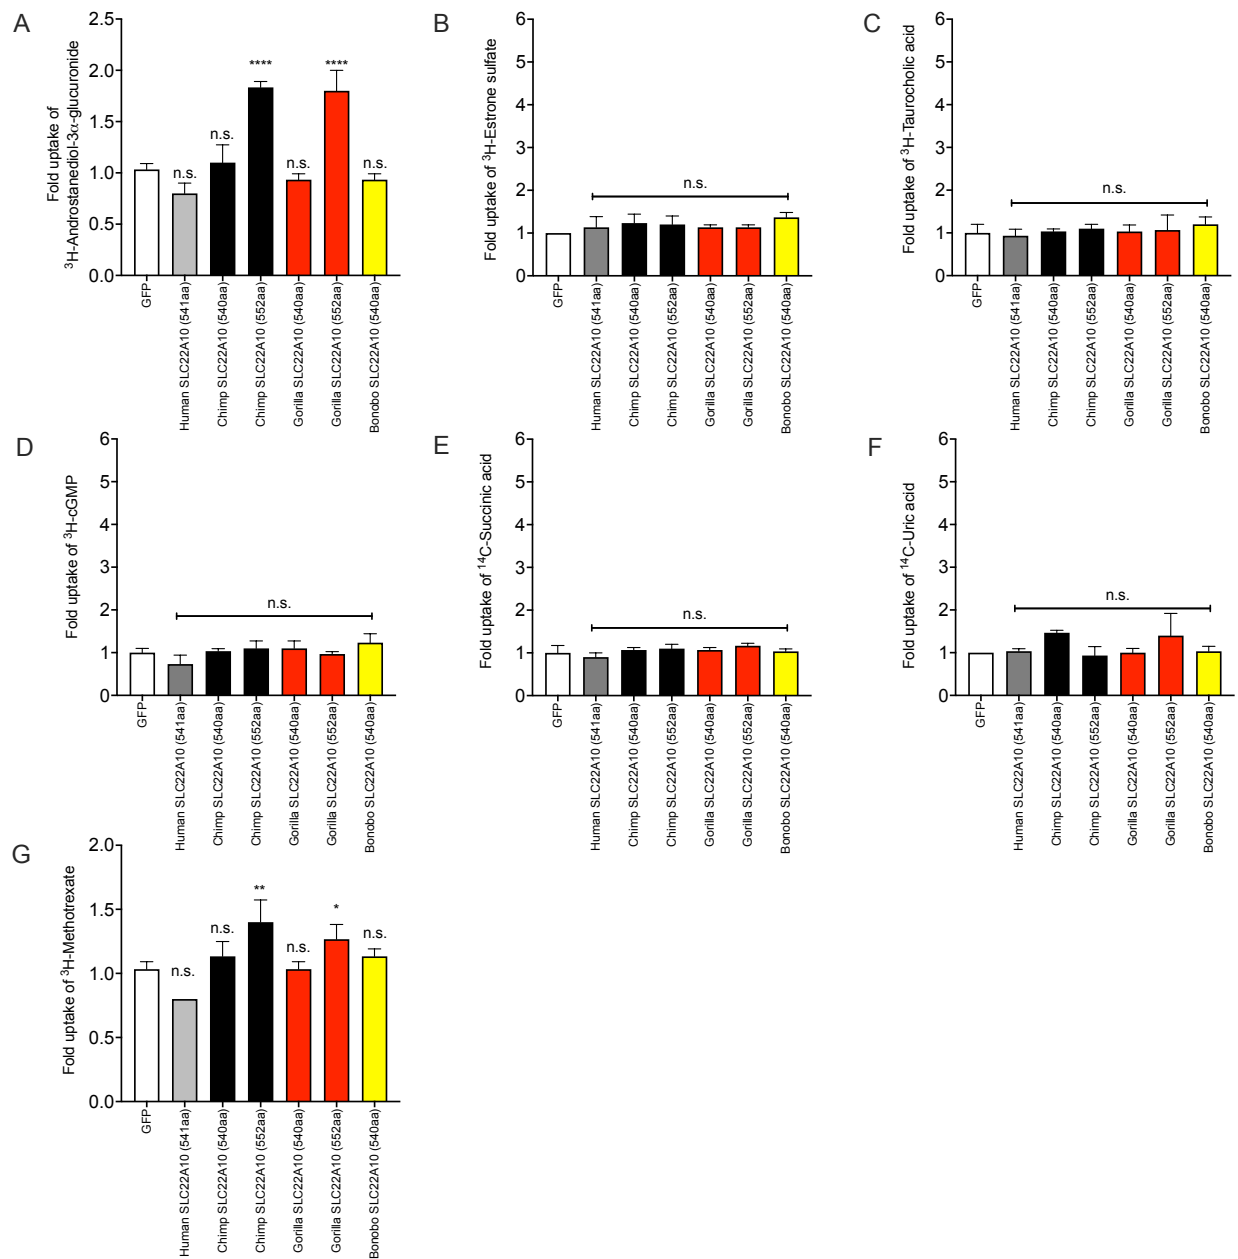 A
Fold uptake of
³H-Androstanediol-3α-glucuronide
2.5
2.0
1.5
1.0
0.5
0.0
n.s.
n.s.
****
n.s.
****
n.s.
GFP
Human SLC22A10 (541aa)
Chimp SLC22A10 (540aa)
Chimp SLC22A10 (552aa)
Gorilla SLC22A10 (540aa)
Gorilla SLC22A10 (552aa)
Bonobo SLC22A10 (540aa)
B
Fold uptake of ³H-Estrone sulfate
6
5
4
3
2
1
0
n.s.
GFP
Human SLC22A10 (541aa)
Chimp SLC22A10 (540aa)
Chimp SLC22A10 (552aa)
Gorilla SLC22A10 (540aa)
Gorilla SLC22A10 (552aa)
Bonobo SLC22A10 (540aa)
C
Fold uptake of ³H-Taurocholic acid
6
5
4
3
2
1
0
n.s.
GFP
Human SLC22A10 (541aa)
Chimp SLC22A10 (540aa)
Chimp SLC22A10 (552aa)
Gorilla SLC22A10 (540aa)
Gorilla SLC22A10 (552aa)
Bonobo SLC22A10 (540aa)
D
Fold uptake of ³H-cGMP
6
5
4
3
2
1
0
n.s.
GFP
Human SLC22A10 (541aa)
Chimp SLC22A10 (540aa)
Chimp SLC22A10 (552aa)
Gorilla SLC22A10 (540aa)
Gorilla SLC22A10 (552aa)
Bonobo SLC22A10 (540aa)
E
Fold uptake of ¹⁴C-Succinic acid
6
5
4
3
2
1
0
n.s.
GFP
Human SLC22A10 (541aa)
Chimp SLC22A10 (540aa)
Chimp SLC22A10 (552aa)
Gorilla SLC22A10 (540aa)
Gorilla SLC22A10 (552aa)
Bonobo SLC22A10 (540aa)
F
Fold uptake of ¹⁴C-Uric acid
6
5
4
3
2
1
0
n.s.
GFP
Human SLC22A10 (541aa)
Chimp SLC22A10 (540aa)
Chimp SLC22A10 (552aa)
Gorilla SLC22A10 (540aa)
Gorilla SLC22A10 (552aa)
Bonobo SLC22A10 (540aa)
G
Fold uptake of ³H-Methotrexate
2.0
1.5
1.0
0.5
0.0
n.s.
n.s.
**
n.s.
*
n.s.
GFP
Human SLC22A10 (541aa)
Chimp SLC22A10 (540aa)
Chimp SLC22A10 (552aa)
Gorilla SLC22A10 (540aa)
Gorilla SLC22A10 (552aa)
Bonobo SLC22A10 (540aa)